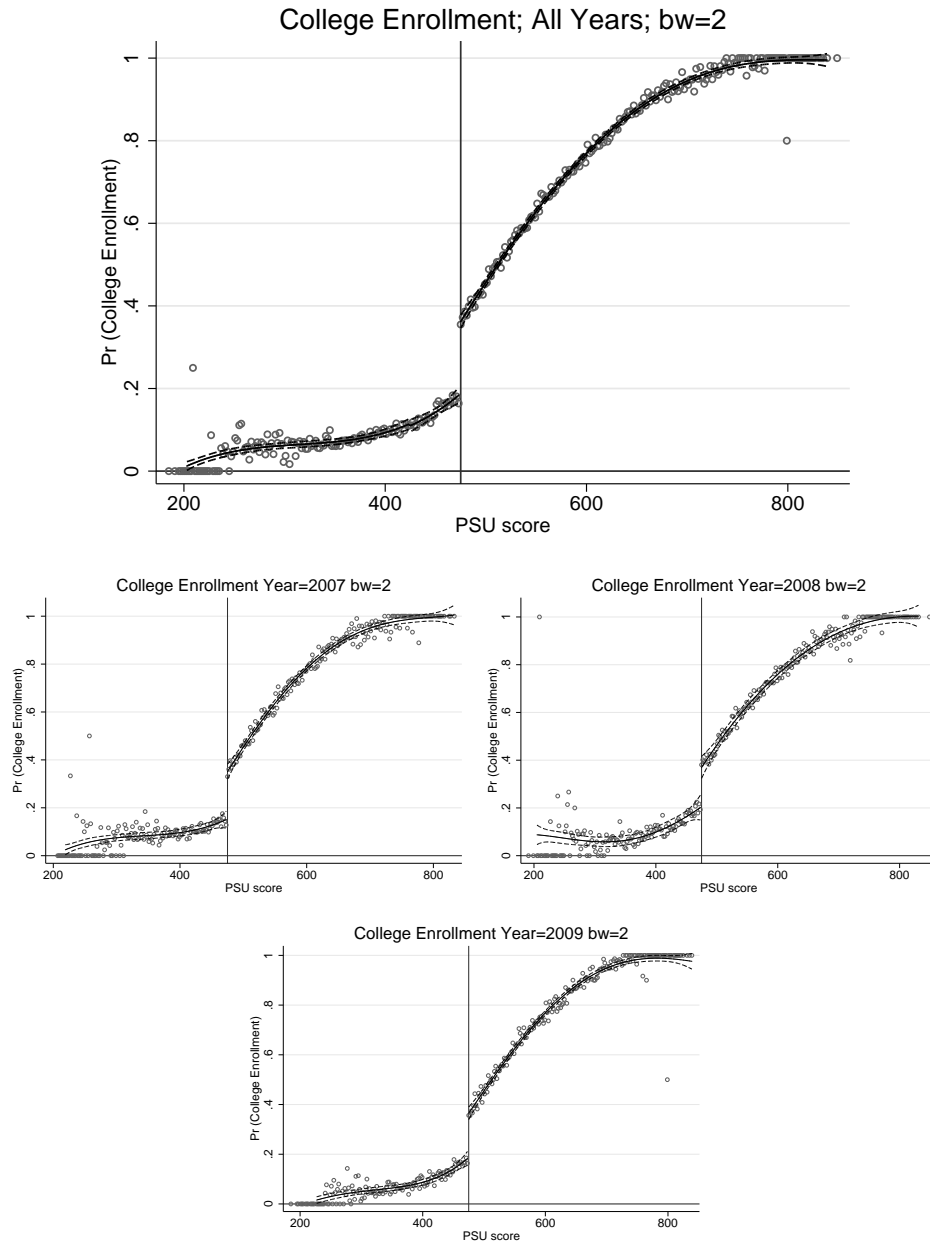 College Enrollment; All Years; bw=2
Pr (College Enrollment)
1
.8
.6
.4
.2
0
200 400 600 800
PSU score
College Enrollment Year=2007 bw=2
Pr (College Enrollment)
1
.8
.6
.4
.2
0
200 400 600 800
PSU score
College Enrollment Year=2008 bw=2
Pr (College Enrollment)
1
.8
.6
.4
.2
0
200 400 600 800
PSU score
College Enrollment Year=2009 bw=2
Pr (College Enrollment)
1
.8
.6
.4
.2
0
200 400 600 800
PSU score